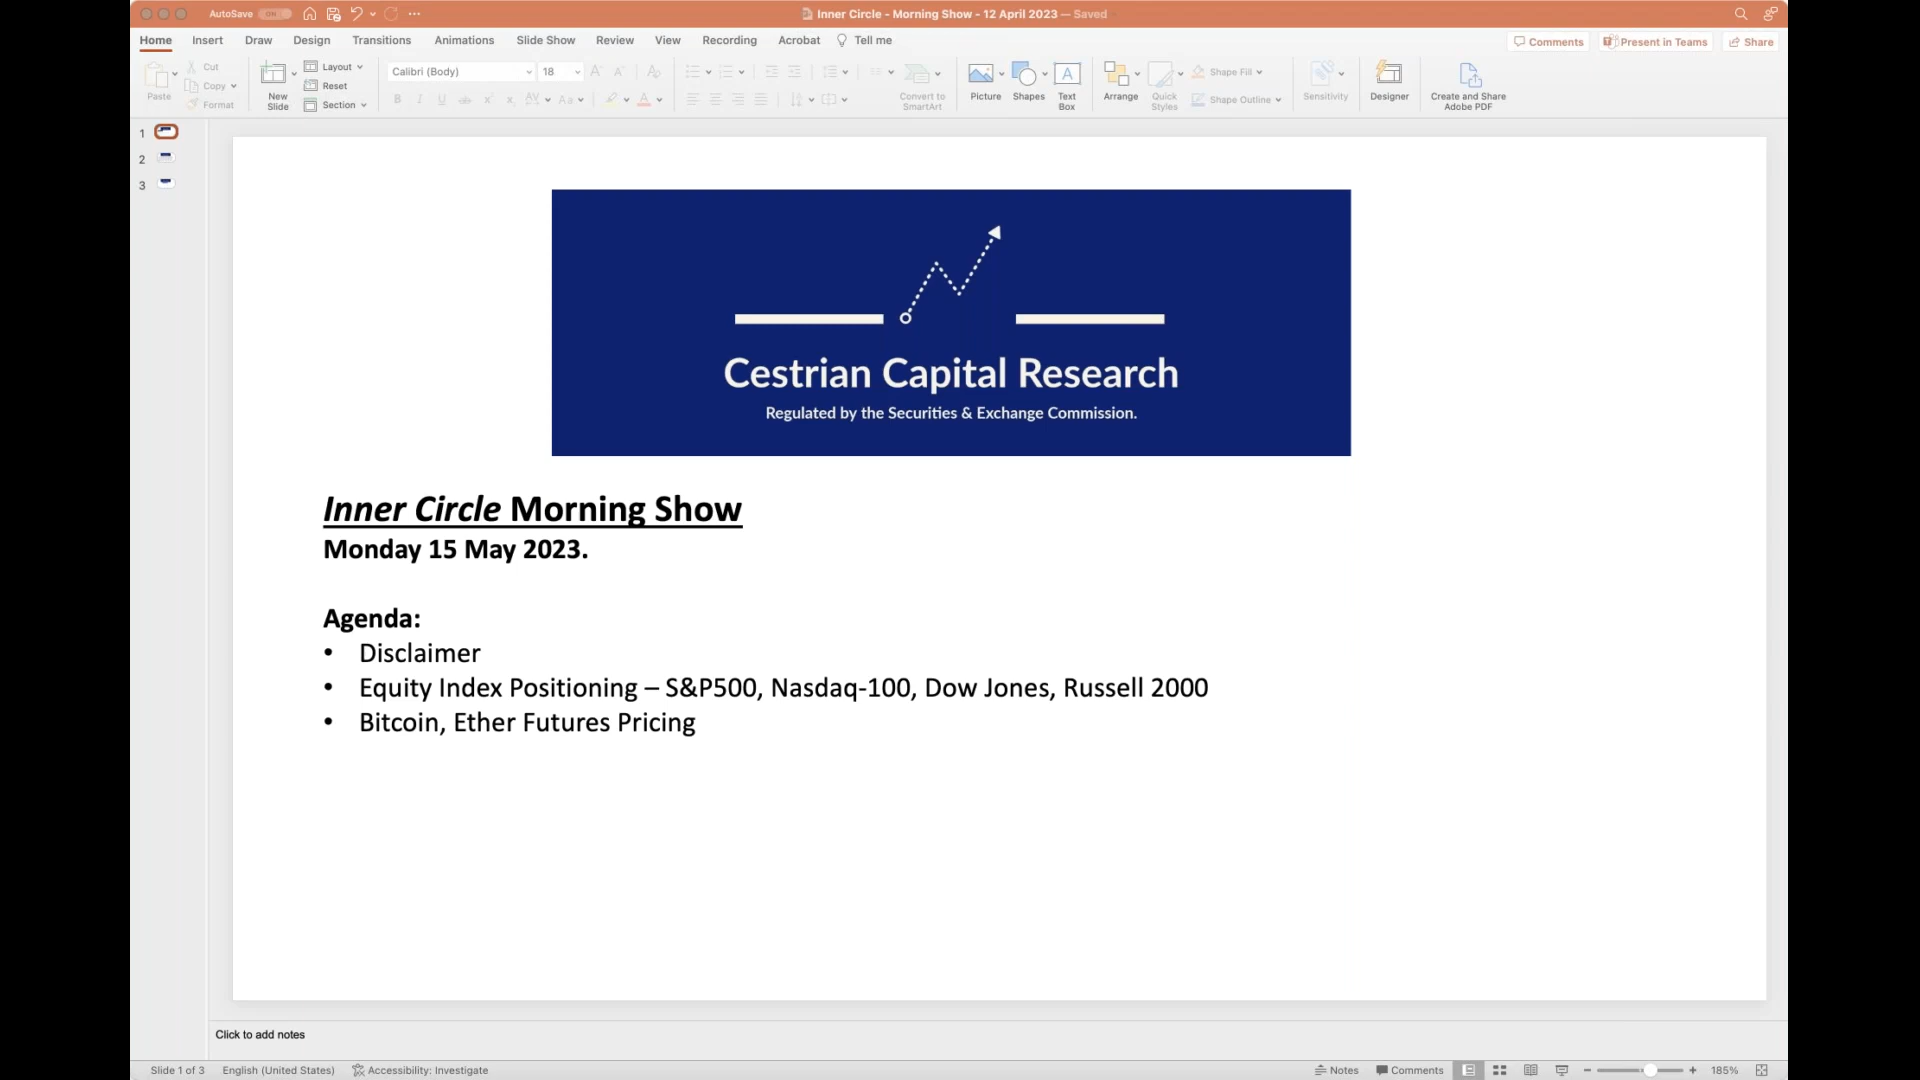 AutoSave ON
Inner Circle - Morning Show - 12 April 2023 — Saved
Home Insert Draw Design Transitions Animations Slide Show Review View Recording Acrobat Tell me
Comments Present in Teams Share
Paste
Cut
Copy
Format
New
Slide
Layout
Reset
Section
Calibri (Body) 18
Convert to
SmartArt
Picture
Shapes
Text
Box
Arrange
Quick
Styles
Shape Fill
Shape Outline
Sensitivity
Designer
Create and Share
Adobe PDF
1
2
3
Cestrian Capital Research
Regulated by the Securities & Exchange Commission.
Inner Circle Morning Show
Monday 15 May 2023.
Agenda:
• Disclaimer
• Equity Index Positioning – S&P500, Nasdaq-100, Dow Jones, Russell 2000
• Bitcoin, Ether Futures Pricing
Click to add notes
Slide 1 of 3 English (United States) Accessibility: Investigate
Notes Comments 185%